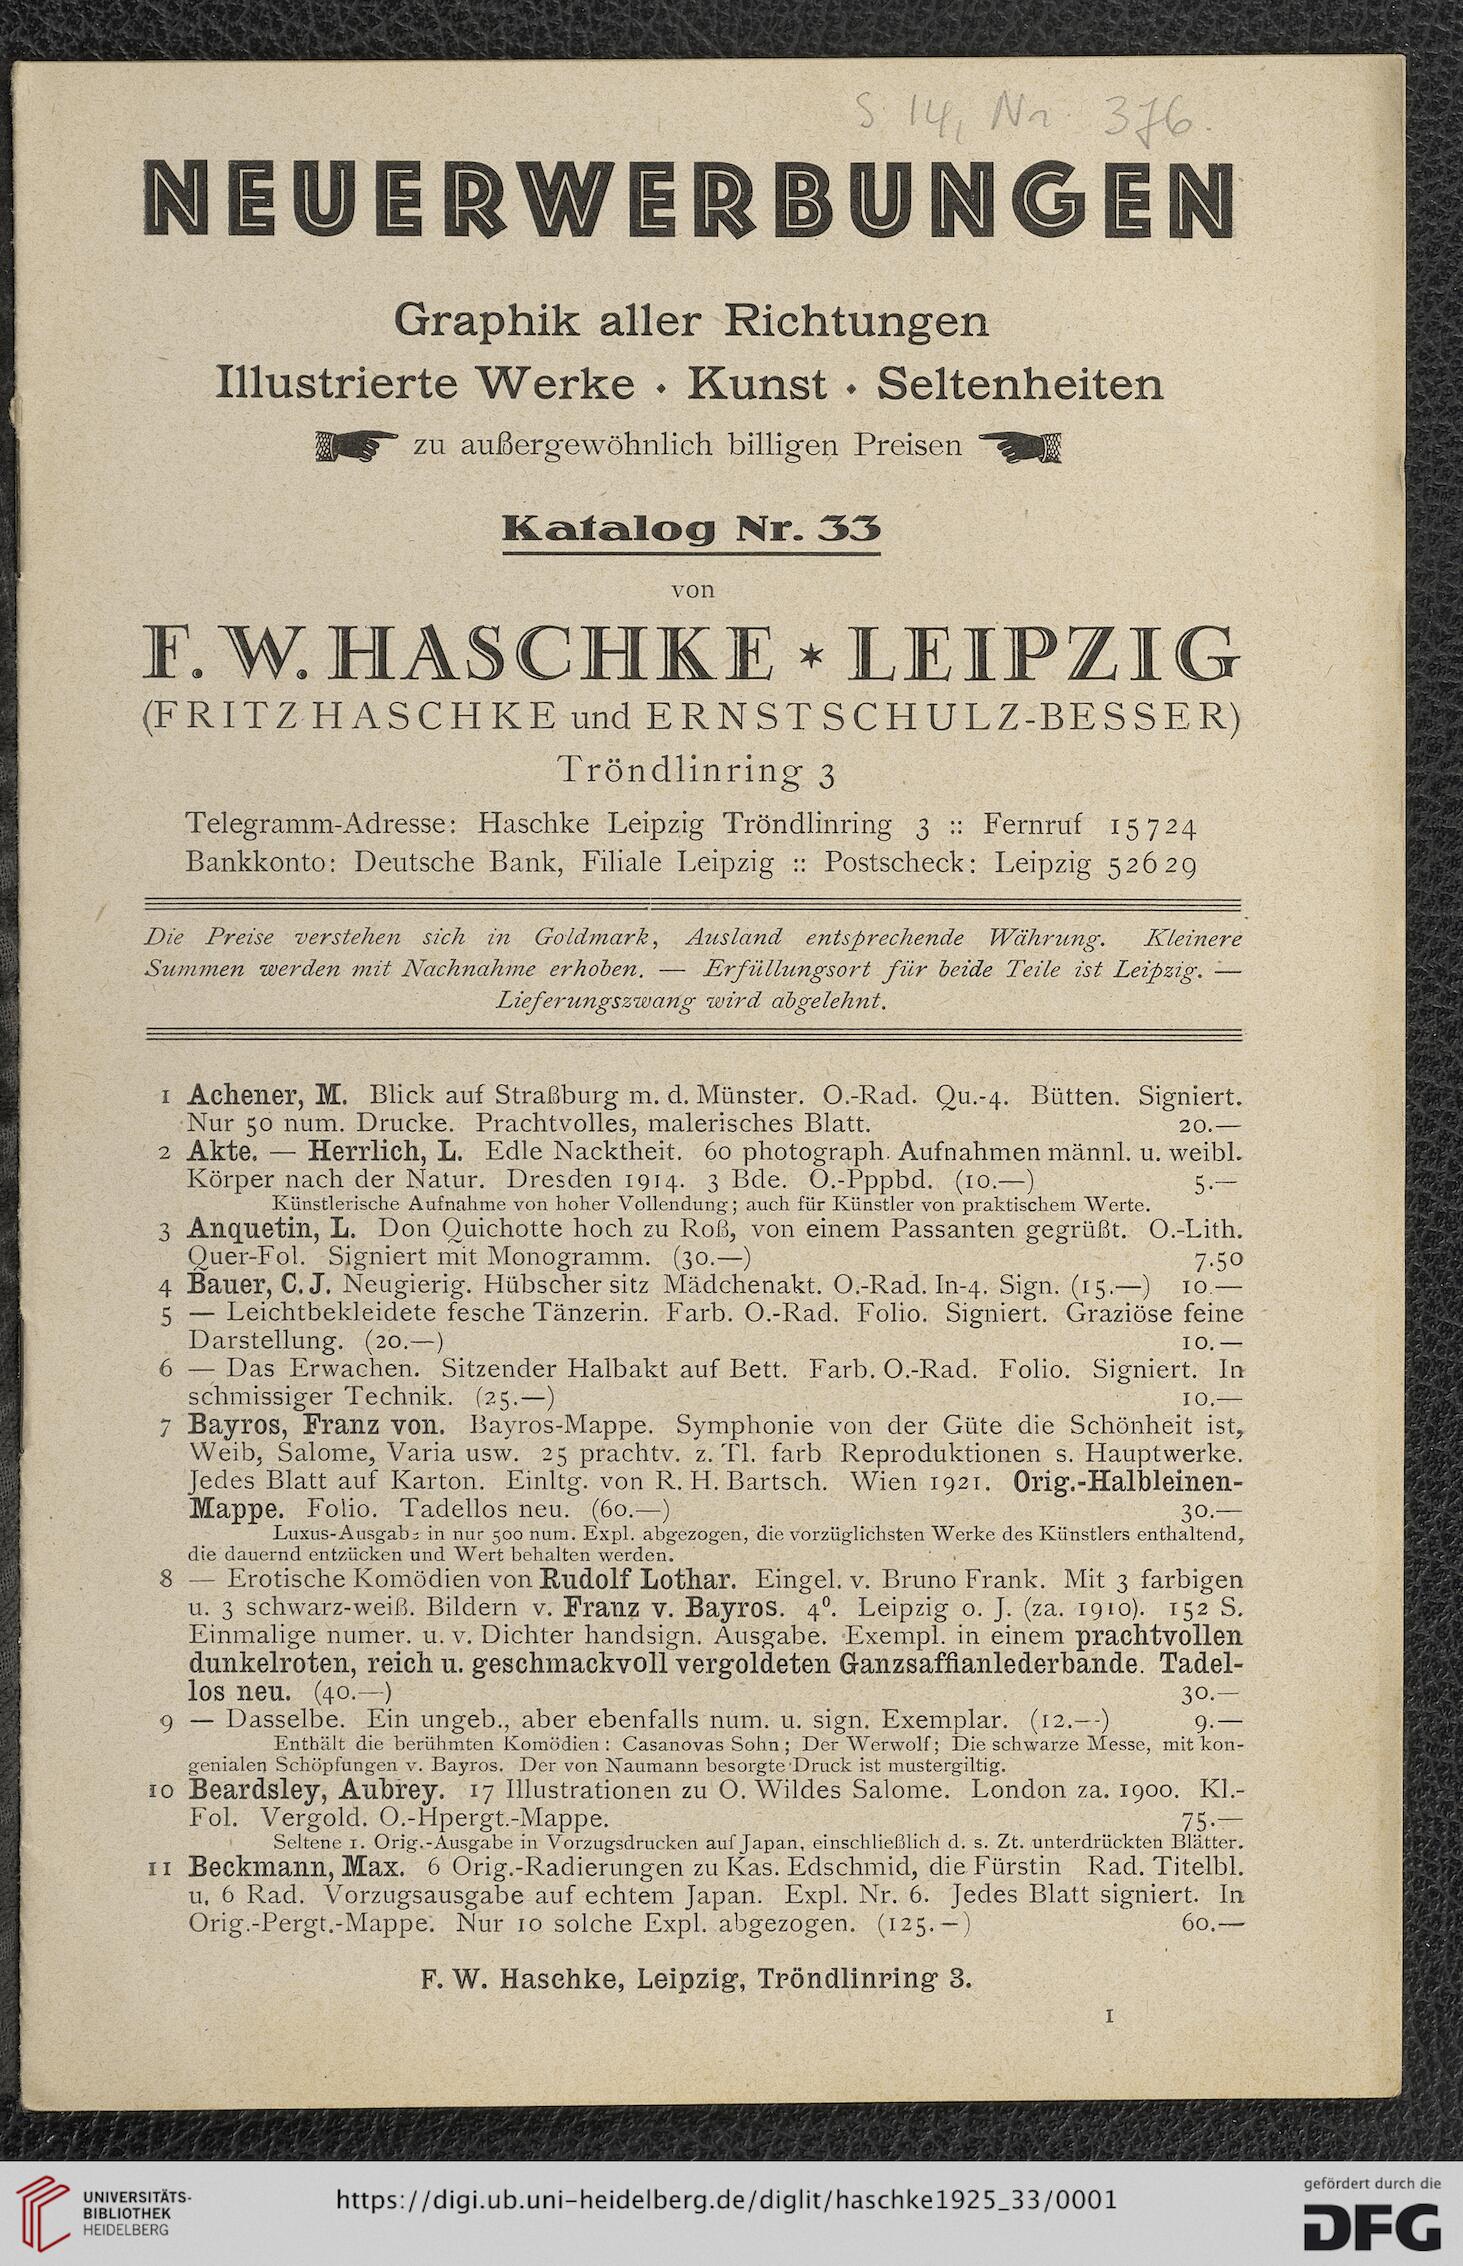 S. 14, Nr. 376.
NEUERWERBUNGEN
Graphik aller Richtungen
Illustrierte Werke · Kunst · Seltenheiten
zu außergewöhnlich billigen Preisen
Katalog Nr. 33
von
F. W. HASCHKE * LEIPZIG
(FRITZ HASCHKE und ERNST SCHULZ-BESSER)
Tröndlinring 3
Telegramm-Adresse: Haschke Leipzig Tröndlinring 3 :: Fernruf 15724
Bankkonto: Deutsche Bank, Filiale Leipzig :: Postscheck: Leipzig 52629
Die Preise verstehen sich in Goldmark, Ausland entsprechende Währung. Kleinere
Summen werden mit Nachnahme erhoben. — Erfüllungsort für beide Teile ist Leipzig. —
Lieferungszwang wird abgelehnt.
1 Achener, M. Blick auf Straßburg m. d. Münster. O.-Rad. Qu.-4. Bütten. Signiert.
Nur 50 num. Drucke. Prachtvolles, malerisches Blatt. 20.—
2 Akte. — Herrlich, L. Edle Nacktheit. 60 photograph. Aufnahmen männl. u. weibl.
Körper nach der Natur. Dresden 1914. 3 Bde. O.-Pppbd. (10.—) 5.—
Künstlerische Aufnahme von hoher Vollendung; auch für Künstler von praktischem Werte.
3 Anquetin, L. Don Quichotte hoch zu Roß, von einem Passanten gegrüßt. O.-Lith.
Quer-Fol. Signiert mit Monogramm. (30.—) 7.50
4 Bauer, C. J. Neugierig. Hübscher sitz Mädchenakt. O.-Rad. In-4. Sign. (15.—) 10.—
5 — Leichtbekleidete fesche Tänzerin. Farb. O.-Rad. Folio. Signiert. Graziöse feine
Darstellung. (20.—) 10.—
6 — Das Erwachen. Sitzender Halbakt auf Bett. Farb. O.-Rad. Folio. Signiert. In
schmissiger Technik. (25.—) 10.—
7 Bayros, Franz von. Bayros-Mappe. Symphonie von der Güte die Schönheit ist,
Weib, Salome, Varia usw. 25 prachtv. z. Tl. farb Reproduktionen s. Hauptwerke.
Jedes Blatt auf Karton. Einltg. von R. H. Bartsch. Wien 1921. Orig.-Halbleinen-
Mappe. Folio. Tadellos neu. (60.—) 30.—
Luxus-Ausgabe in nur 500 num. Expl. abgezogen, die vorzüglichsten Werke des Künstlers enthaltend,
die dauernd entzücken und Wert behalten werden.
8 — Erotische Komödien von Rudolf Lothar. Eingel. v. Bruno Frank. Mit 3 farbigen
u. 3 schwarz-weiß. Bildern v. Franz v. Bayros. 4⁰. Leipzig o. J. (za. 1910). 152 S.
Einmalige numer. u. v. Dichter handsign. Ausgabe. Exempl. in einem prachtvollen
dunkelroten, reich u. geschmackvoll vergoldeten Ganzsaffianlederbande. Tadel-
los neu. (40.—) 30.—
9 — Dasselbe. Ein ungeb., aber ebenfalls num. u. sign. Exemplar. (12.—) 9.—
Enthält die berühmten Komödien: Casanovas Sohn; Der Werwolf; Die schwarze Messe, mit kon-
genialen Schöpfungen v. Bayros. Der von Naumann besorgte Druck ist mustergiltig.
10 Beardsley, Aubrey. 17 Illustrationen zu O. Wildes Salome. London za. 1900. Kl.-
Fol. Vergold. O.-Hpergt.-Mappe. 75.—
Seltene 1. Orig.-Ausgabe in Vorzugsdrucken auf Japan, einschließlich d. s. Zt. unterdrückten Blätter.
11 Beckmann, Max. 6 Orig.-Radierungen zu Kas. Edschmid, die Fürstin Rad. Titelbl.
u. 6 Rad. Vorzugsausgabe auf echtem Japan. Expl. Nr. 6. Jedes Blatt signiert. In
Orig.-Pergt.-Mappe. Nur 10 solche Expl. abgezogen. (125.—) 60.—
F. W. Haschke, Leipzig, Tröndlinring 3.
1
UNIVERSITÄTS-
BIBLIOTHEK
HEIDELBERG
https://digi.ub.uni-heidelberg.de/diglit/haschke1925_33/0001
gefördert durch die
DFG